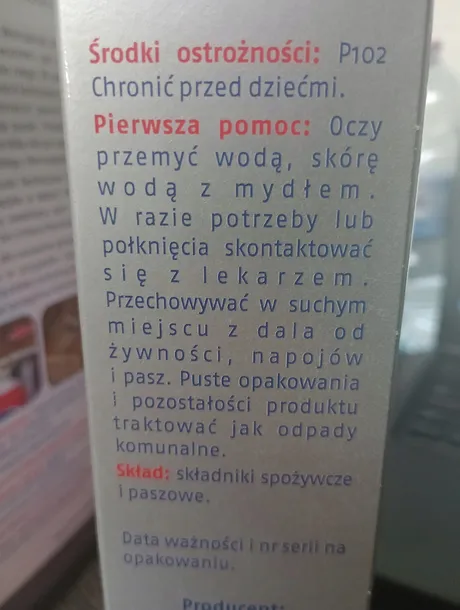 Środki ostrożności: P102
Chronić przed dziećmi.
Pierwsza pomoc: Oczy
przemyć wodą, skórę
wodą z mydłem.
W razie potrzeby lub
połknięcia skontaktować
się z lekarzem.
Przechowywać w suchym
miejscu z dala od
żywności, napojów
i pasz. Puste opakowania
i pozostałości produktu
traktować jak odpady
komunalne.
Skład: składniki spożywcze
i paszowe.
Data ważności i nr serii na
opakowaniu.
Producent: